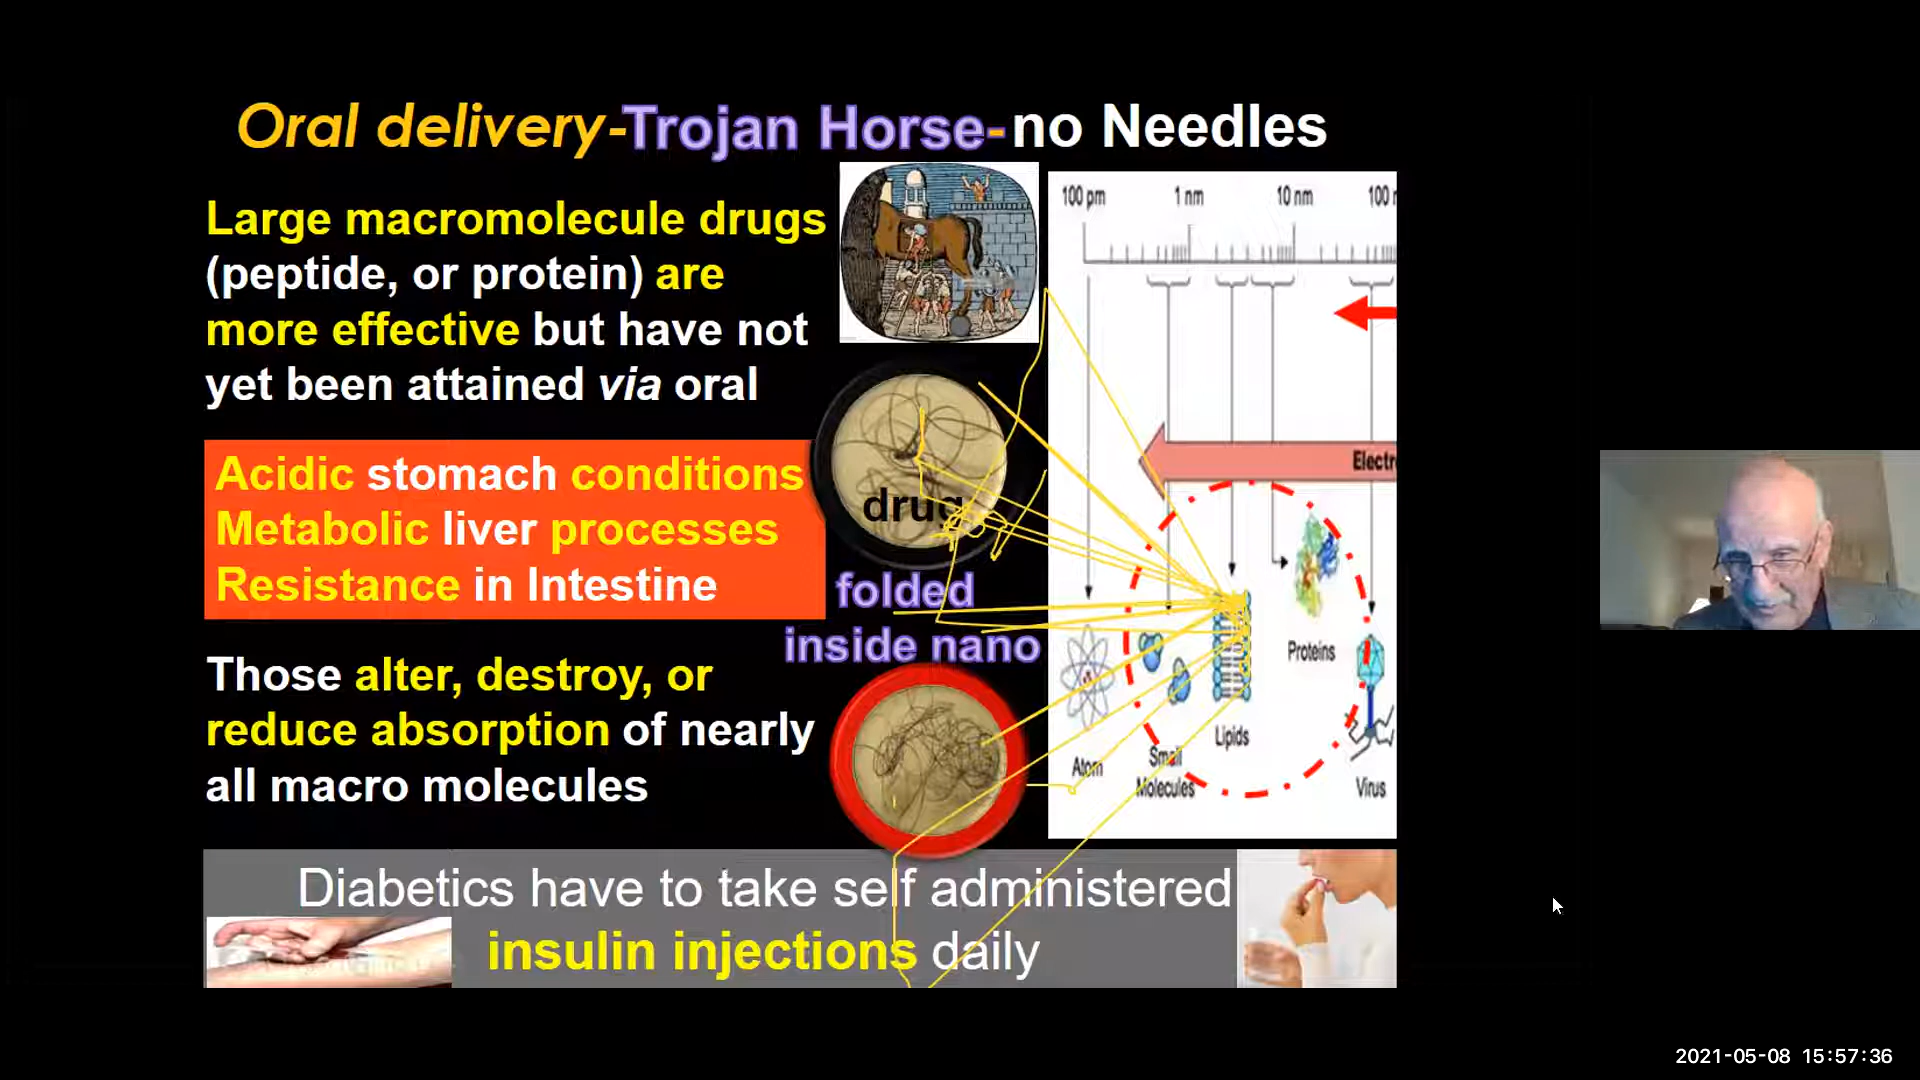 Oral delivery-Trojan Horse-no Needles
Large macromolecule drugs
(peptide, or protein) are
more effective but have not
yet been attained via oral
Acidic stomach conditions
Metabolic liver processes
Resistance in Intestine
Those alter, destroy, or
reduce absorption of nearly
all macro molecules
drug
folded
inside nano
100 pm 1 nm 10 nm 100 n
Electr
Proteins
Lipids
Atom
Small
Molecules
Virus
Diabetics have to take self administered
insulin injections daily
2021-05-08 15:57:36